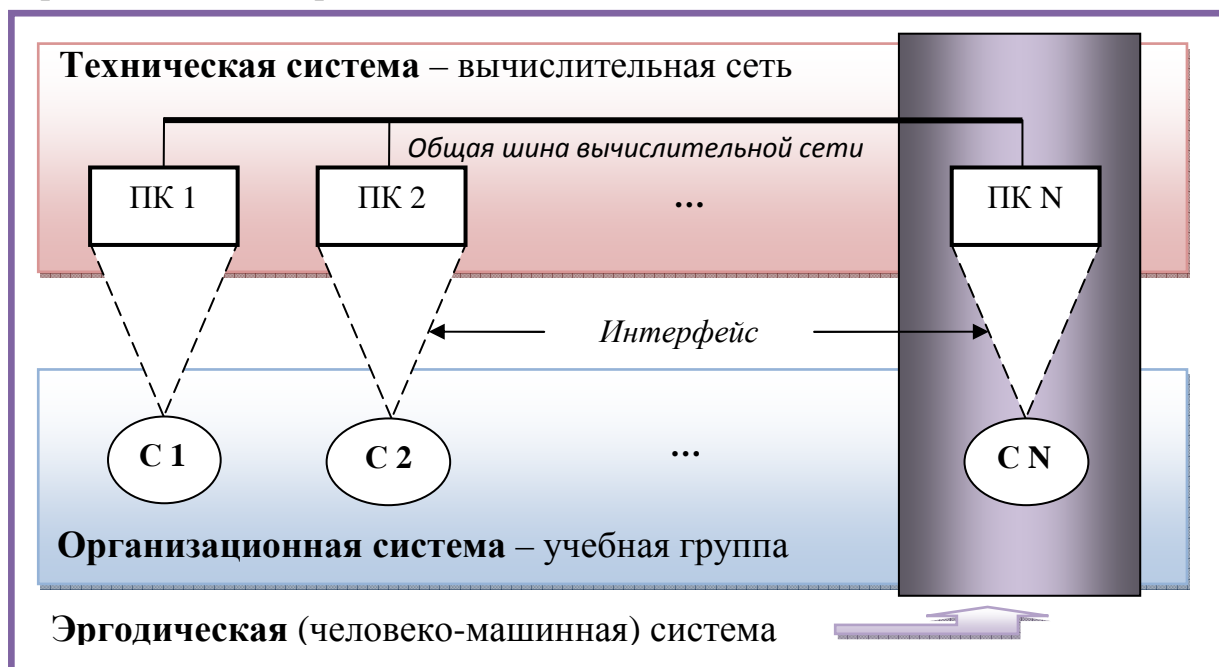 Техническая система – вычислительная сеть
Общая шина вычислительной сети
ПК 1 ПК 2 ... ПК N
Интерфейс
С 1 С 2 ... С N
Организационная система – учебная группа
Эргодическая (человеко-машинная) система